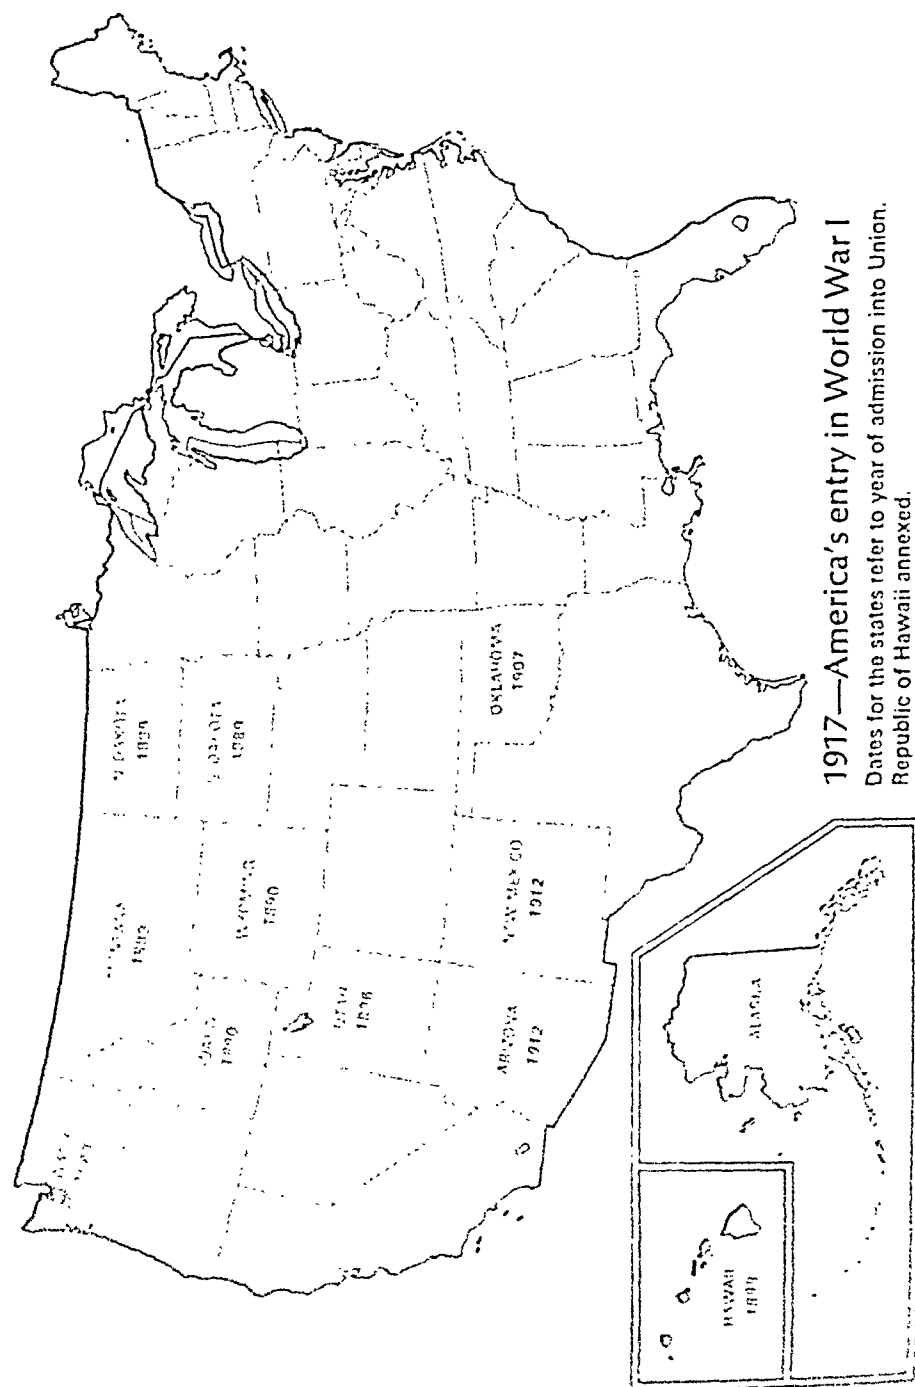 N DAKOTA
1889
S DAKOTA
1889
MONTANA
1889
WYOMING
1890
IDAHO
1890
UTAH
1896
OKLAHOMA
1907
NEW MEXICO
1912
ARIZONA
1912
ALASKA
HAWAII
1917—America's entry in World War I
Dates for the states refer to year of admission into Union.
Republic of Hawaii annexed.